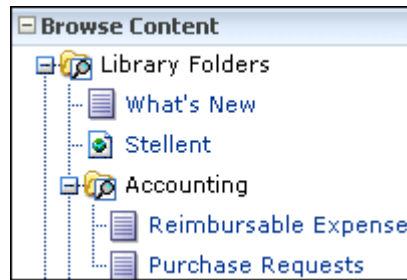 Browse Content
Library Folders
What's New
Stellent
Accounting
Reimbursable Expense
Purchase Requests